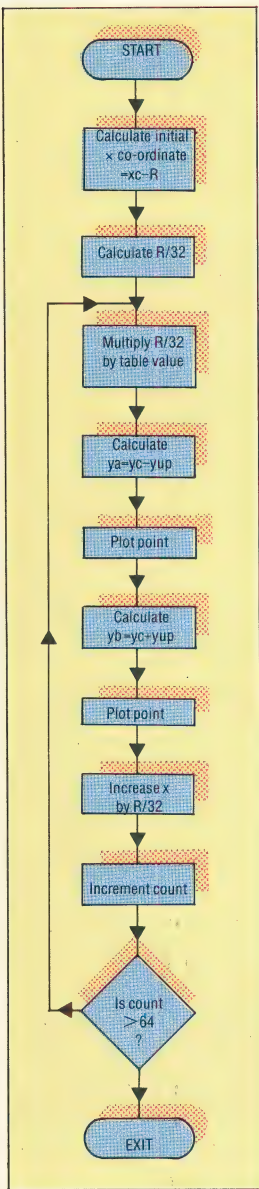 START
Calculate initial
× co-ordinate
=xc–R
Calculate R/32
Multiply R/32
by table value
Calculate
ya=yc–yup
Plot point
Calculate
yb=yc+yup
Plot point
Increase x
by R/32
Increment count
Is count
>64
?
EXIT